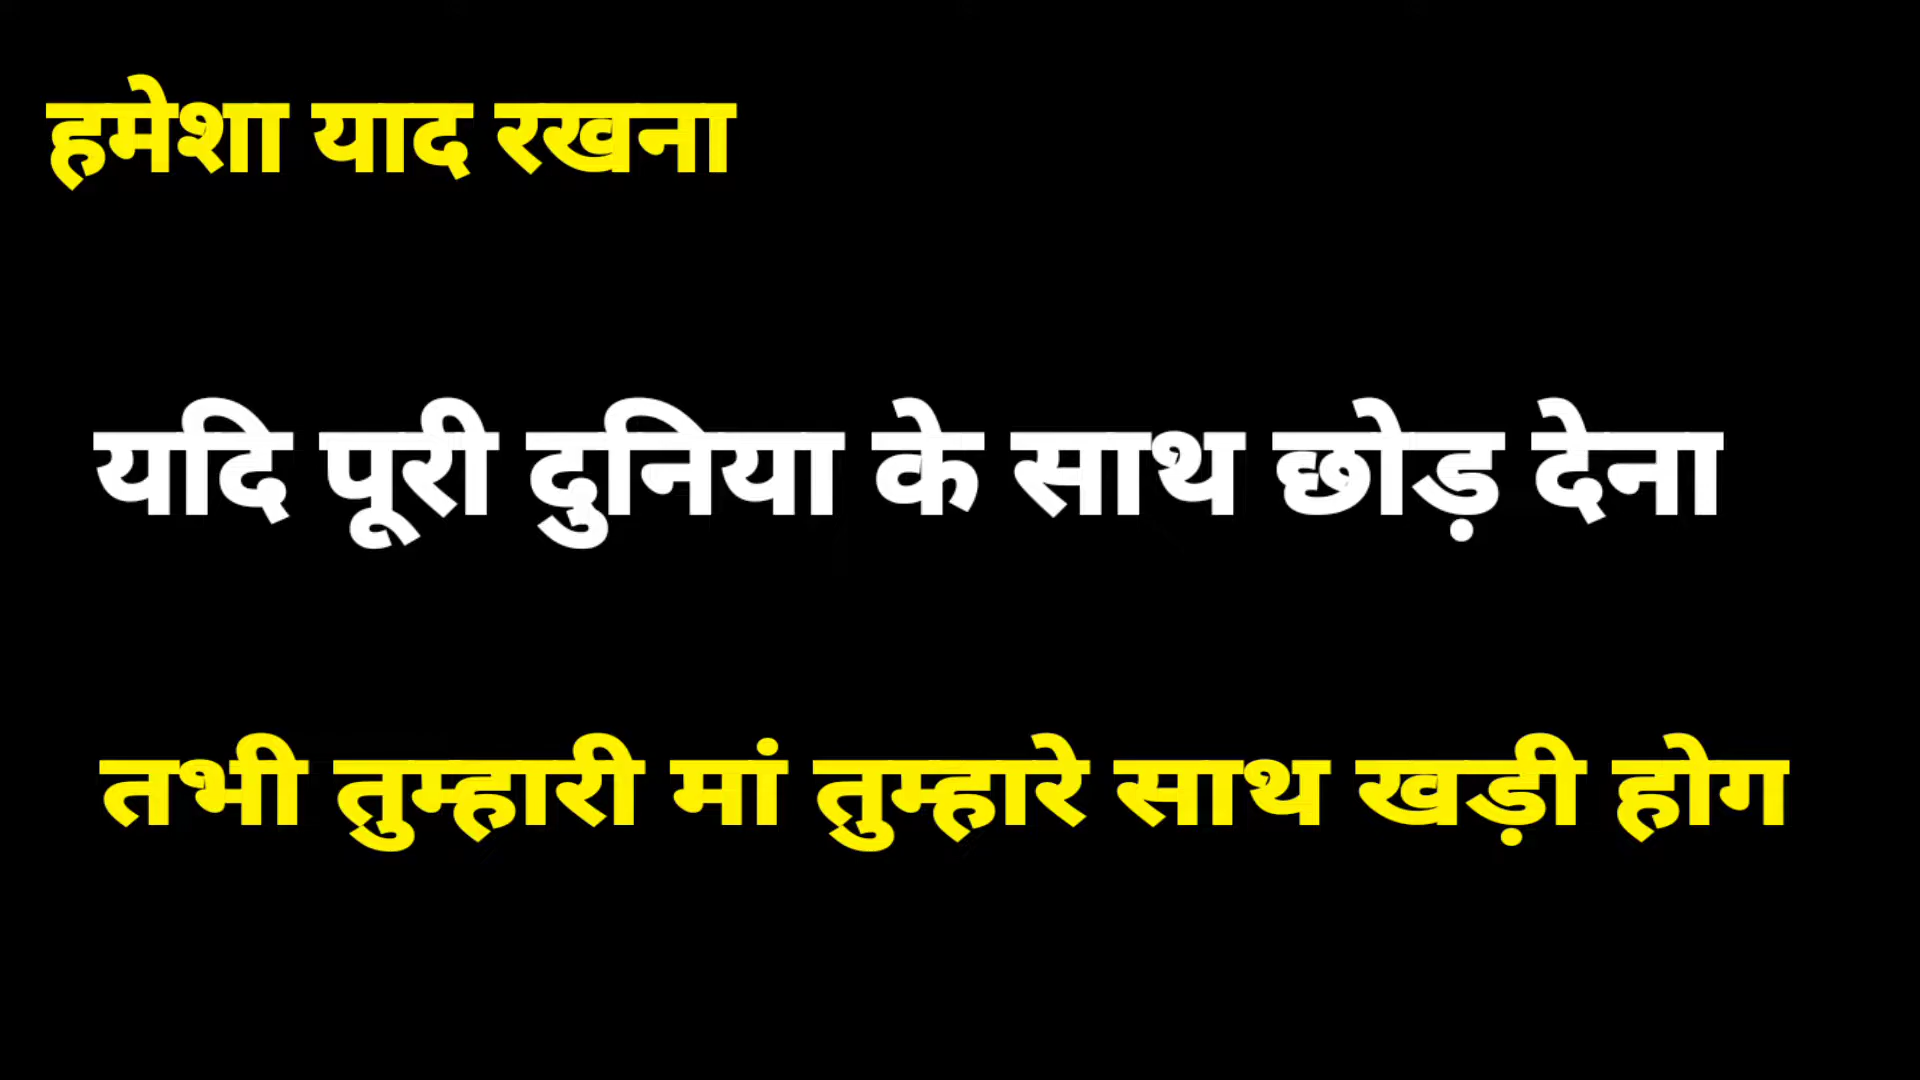 हमेशा याद रखना
यदि पूरी दुनिया के साथ छोड़ देना
तभी तुम्हारी मां तुम्हारे साथ खड़ी होग